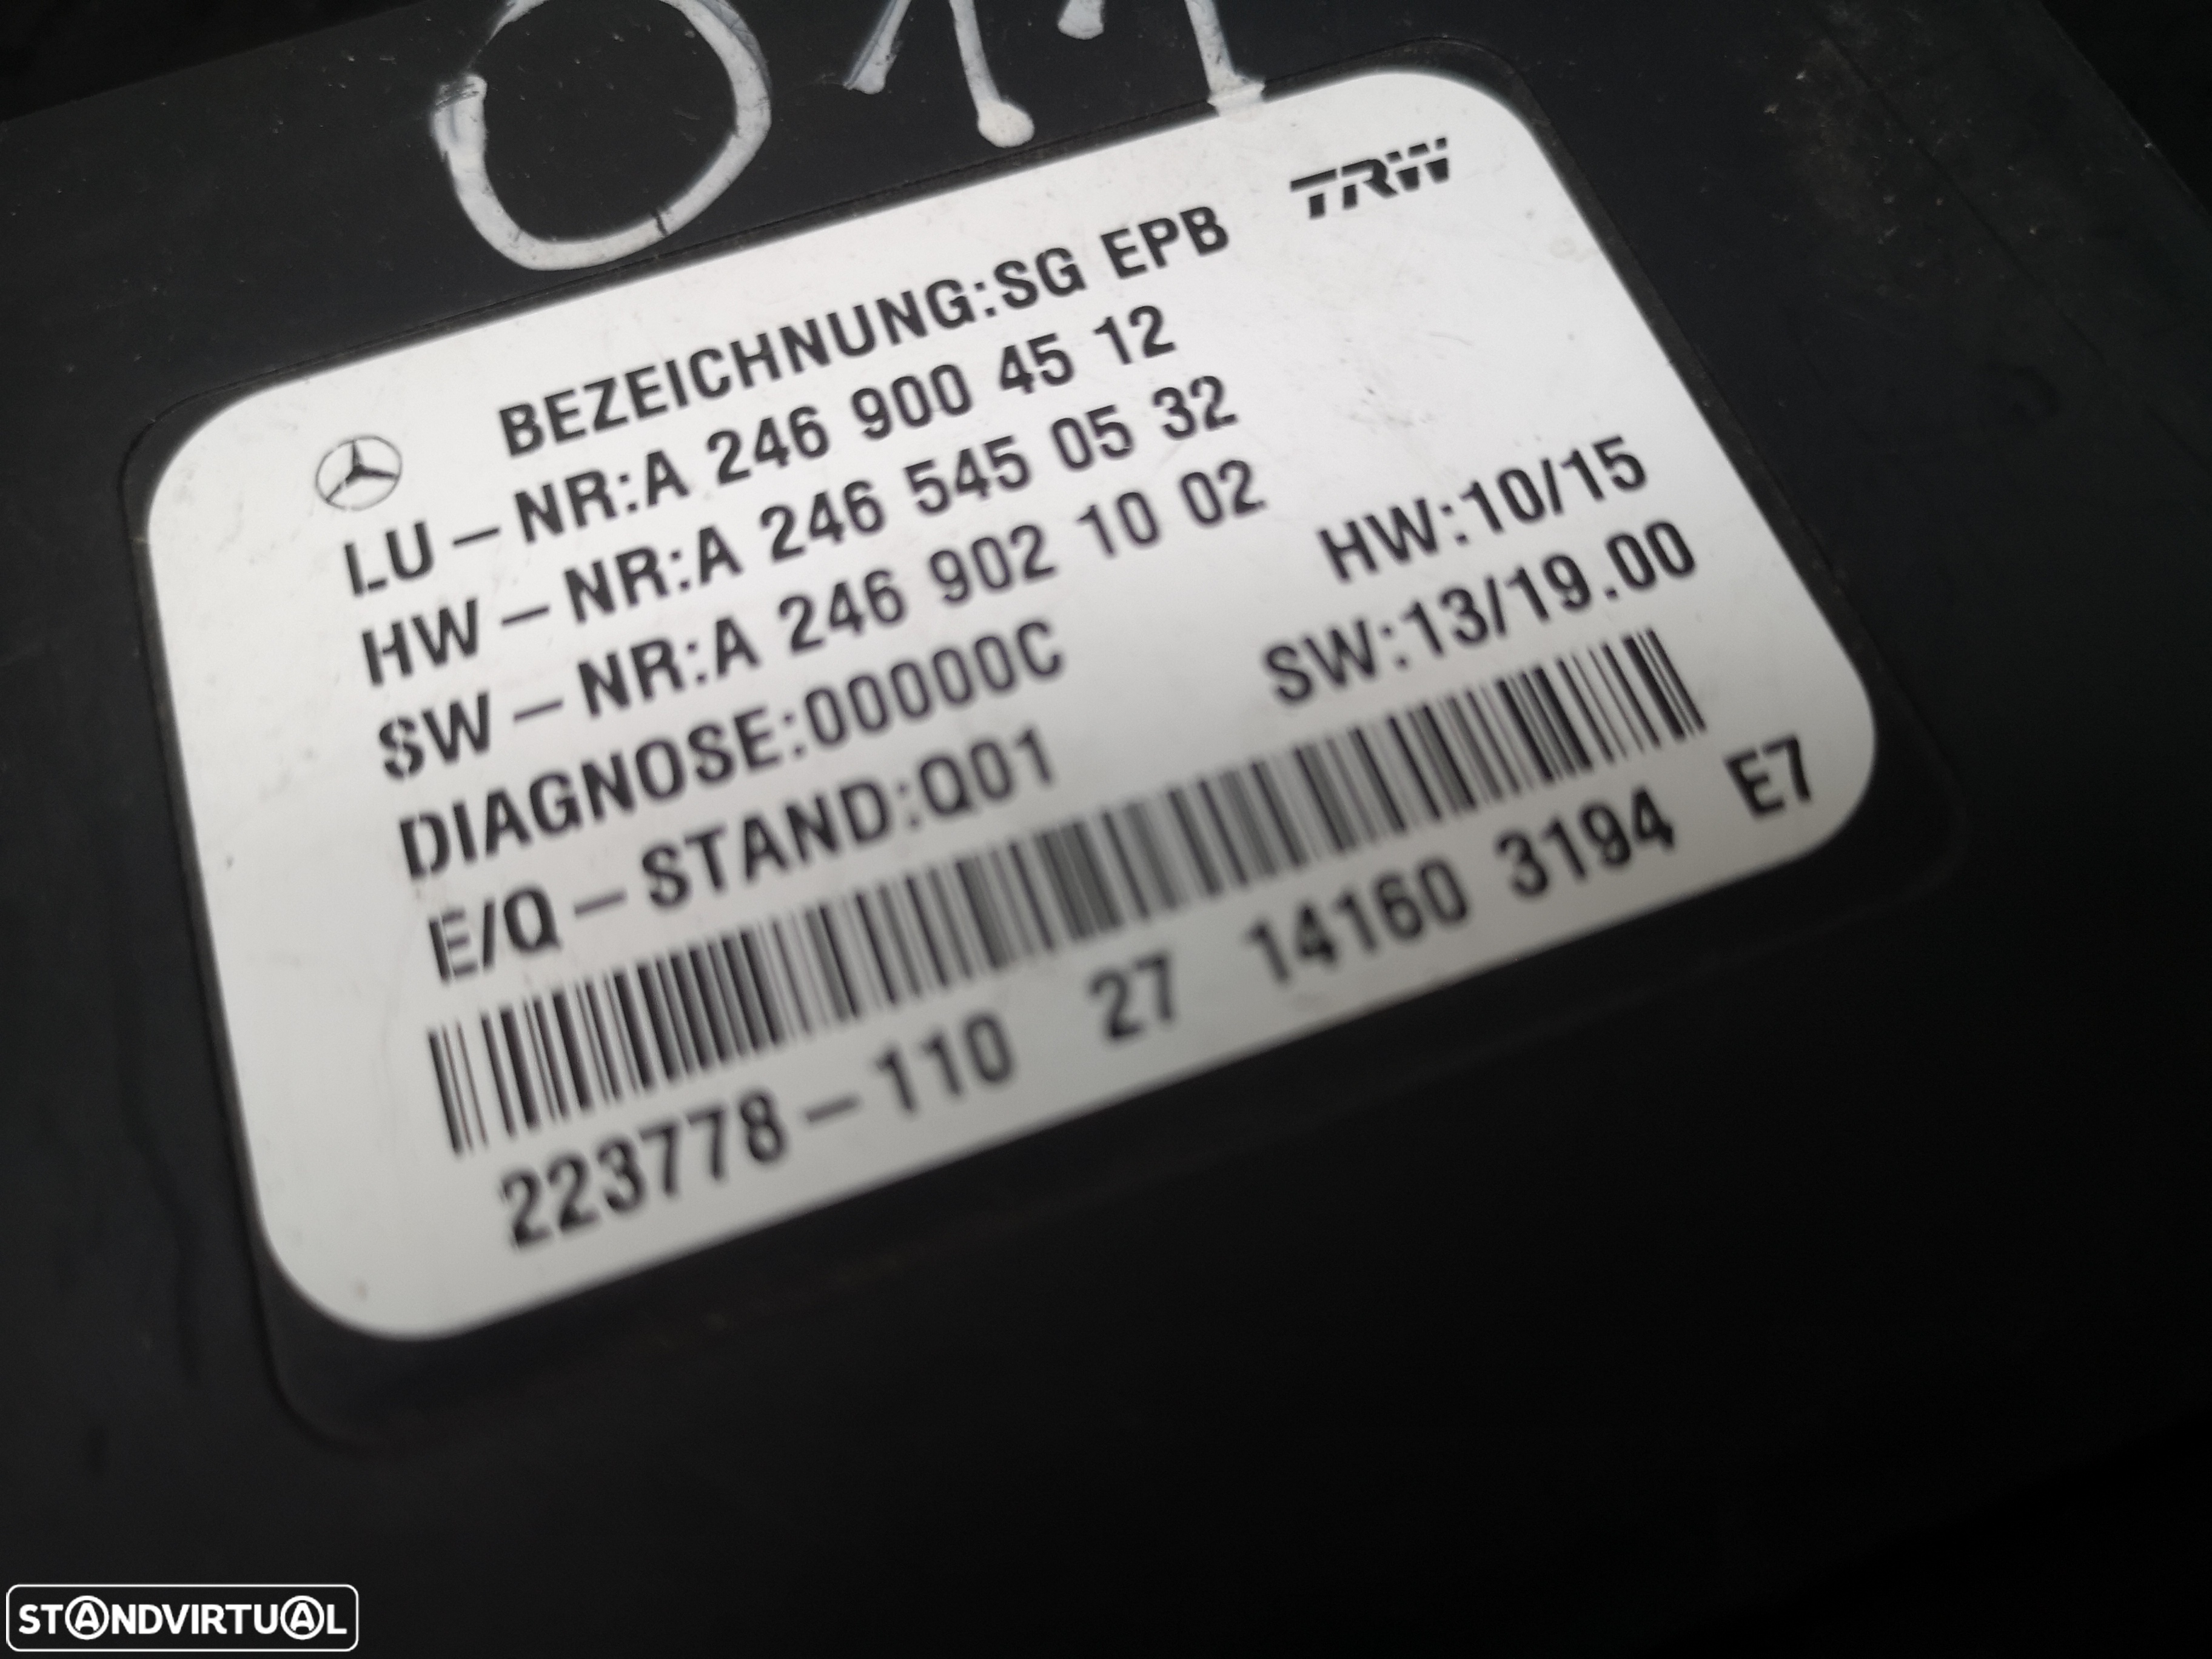 TRW
BEZEICHNUNG:SG EPB
LU-NR:A 246 900 45 12
HW-NR:A 246 545 05 32
SW-NR:A 246 902 10 02
DIAGNOSE:00000C HW:10/15
E/Q-STAND:Q01 SW:13/19.00
223778-110 27 14160 3194 E7
STANDVIRTUAL